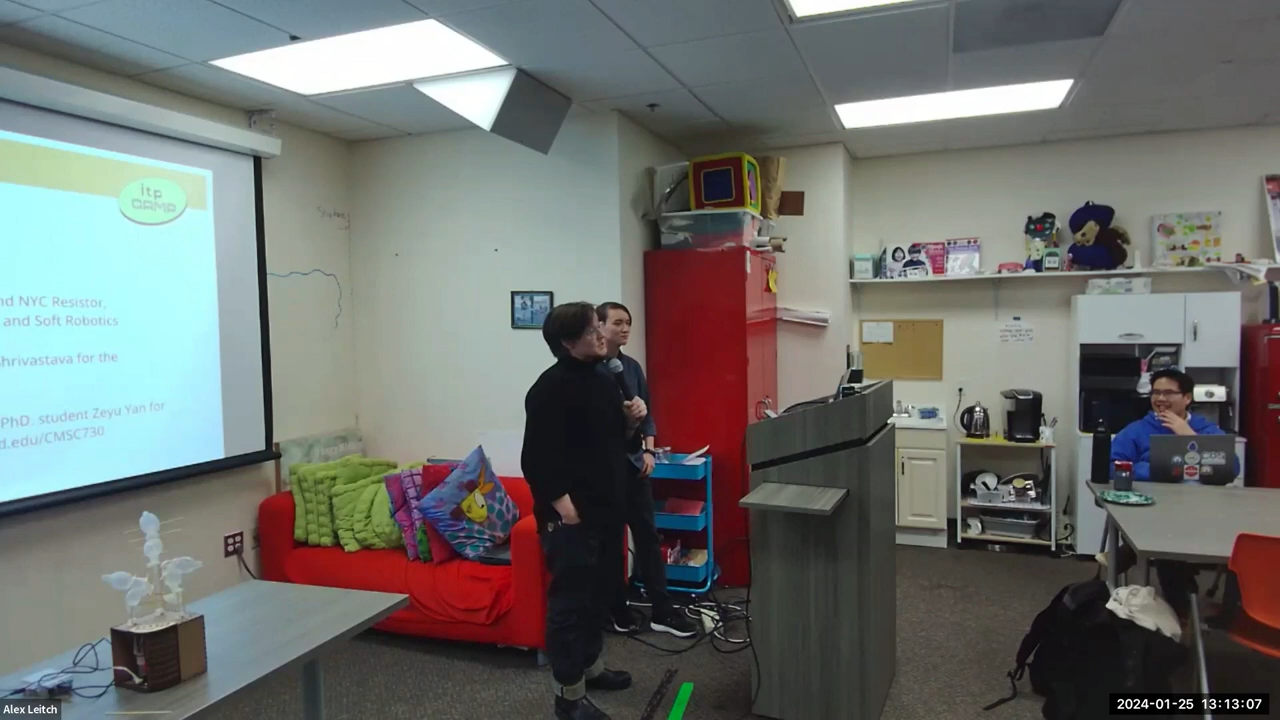 itp
CAMP
nd NYC Resistor,
and Soft Robotics
Shrivastava for the
PhD. student Zeyu Yan for
d.edu/CMSC730
Alex Leitch
2024-01-25 13:13:07